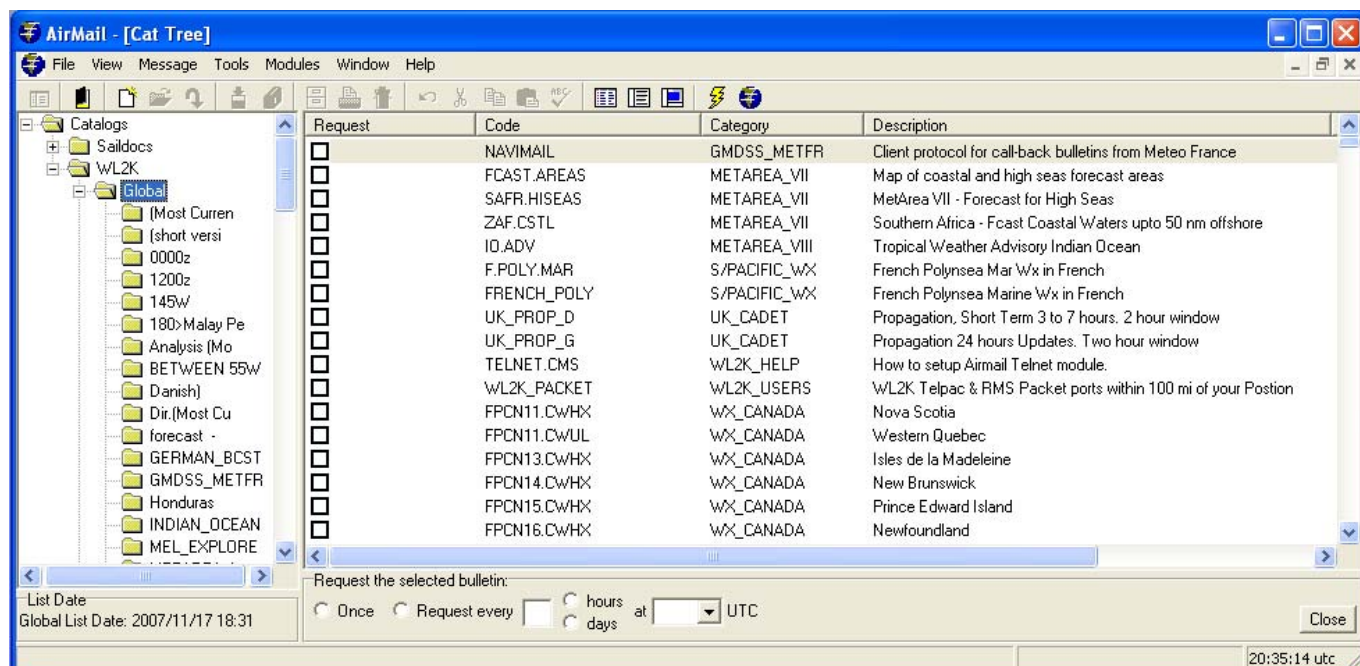 AirMail - [Cat Tree]
File View Message Tools Modules Window Help
Catalogs
Saildocs
WL2K
Global
(Most Curren
(short versi
0000z
1200z
145W
180>Malay Pe
Analysis (Mo
BETWEEN 55W
Danish)
Dir.(Most Cu
forecast -
GERMAN_BCST
GMDSS_METFR
Honduras
INDIAN_OCEAN
MEL_EXPLORE
Request Code Category Description
NAVIMAIL GMDSS_METFR Client protocol for call-back bulletins from Meteo France
FCAST.AREAS METAREA_VII Map of coastal and high seas forecast areas
SAFR.HISEAS METAREA_VII MetArea VII - Forecast for High Seas
ZAF.CSTL METAREA_VII Southern Africa - Fcast Coastal Waters upto 50 nm offshore
IO.ADV METAREA_VIII Tropical Weather Advisory Indian Ocean
F.POLY.MAR S/PACIFIC_WX French Polynsea Mar Wx in French
FRENCH_POLY S/PACIFIC_WX French Polynsea Marine Wx in French
UK_PROP_D UK_CADET Propagation, Short Term 3 to 7 hours. 2 hour window
UK_PROP_G UK_CADET Propagation 24 hours Updates. Two hour window
TELNET.CMS WL2K_HELP How to setup Airmail Telnet module.
WL2K_PACKET WL2K_USERS WL2K Telpac & RMS Packet ports within 100 mi of your Postion
FPCN11.CWHX WX_CANADA Nova Scotia
FPCN11.CWUL WX_CANADA Western Quebec
FPCN13.CWHX WX_CANADA Isles de la Madeleine
FPCN14.CWHX WX_CANADA New Brunswick
FPCN15.CWHX WX_CANADA Prince Edward Island
FPCN16.CWHX WX_CANADA Newfoundland
List Date
Global List Date: 2007/11/17 18:31
Request the selected bulletin:
Once Request every hours days at UTC
Close
20:35:14 utc